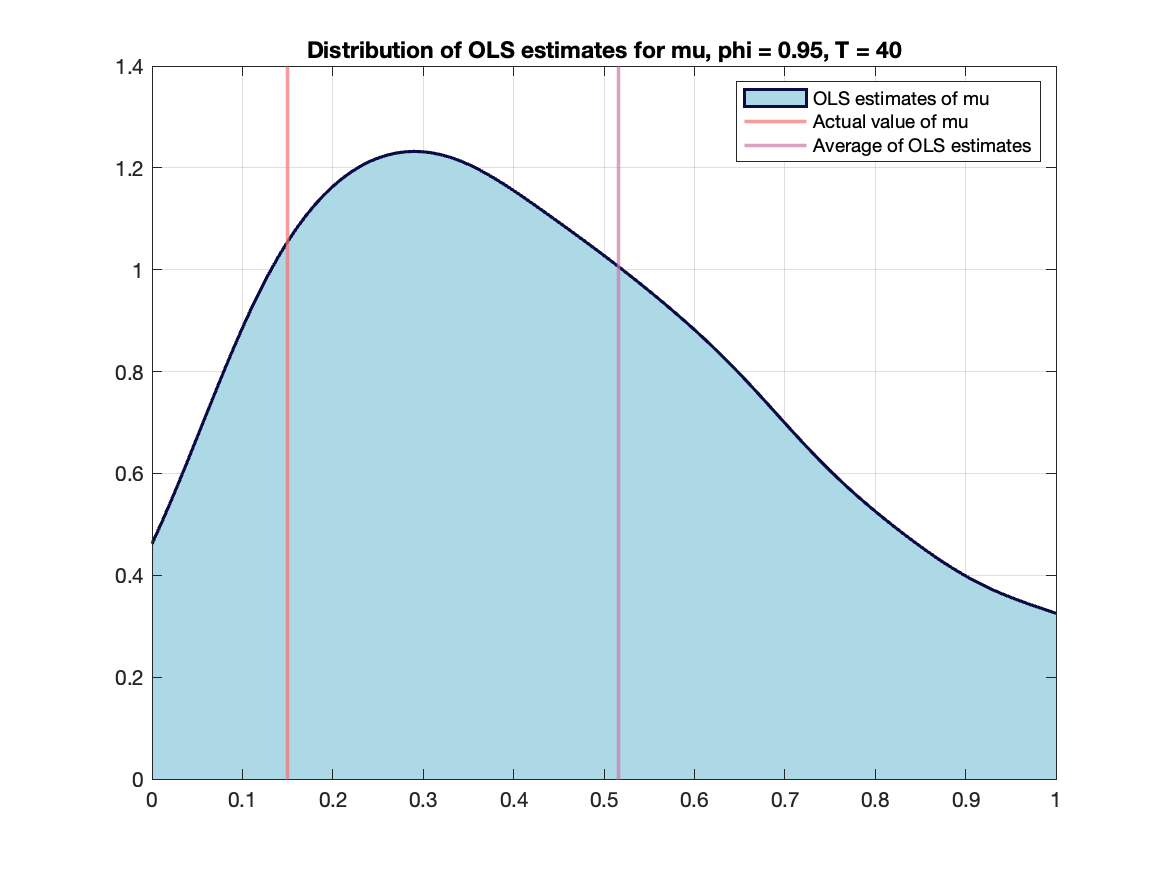 Distribution of OLS estimates for mu, phi = 0.95, T = 40
OLS estimates of mu
Actual value of mu
Average of OLS estimates
1.4
1.2
1
0.8
0.6
0.4
0.2
0
0 0.1 0.2 0.3 0.4 0.5 0.6 0.7 0.8 0.9 1